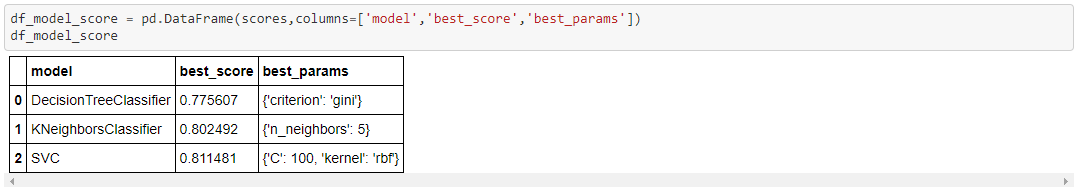 df_model_score = pd.DataFrame(scores,columns=['model','best_score','best_params'])
df_model_score
model best_score best_params
0 DecisionTreeClassifier 0.775607 {'criterion': 'gini'}
1 KNeighborsClassifier 0.802492 {'n_neighbors': 5}
2 SVC 0.811481 {'C': 100, 'kernel': 'rbf'}